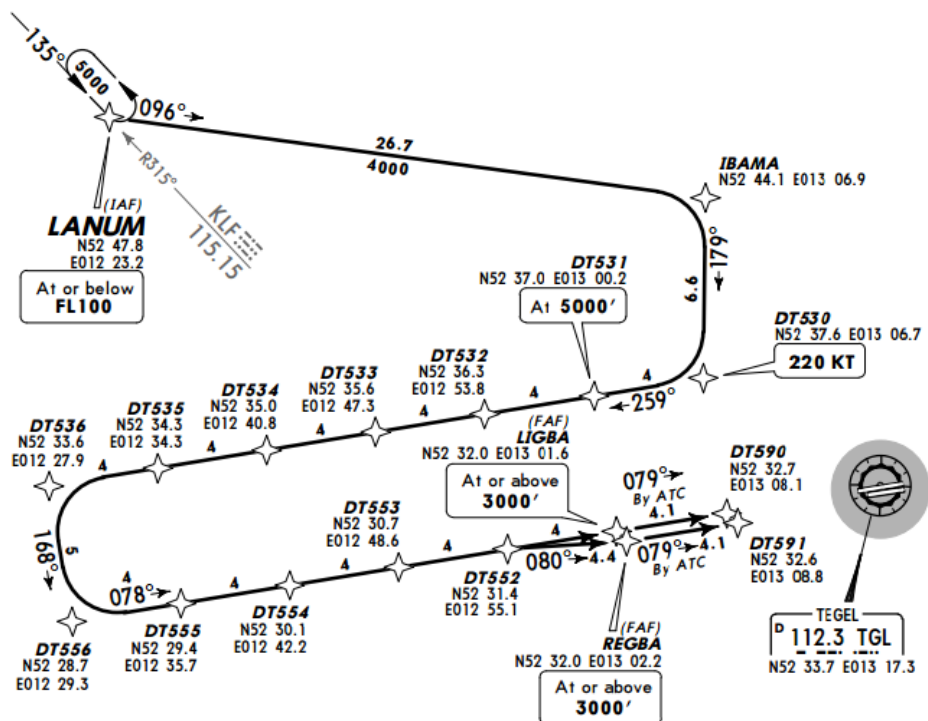 135°
5000
096°
26.7
4000
R315°
KLF
115.15
(IAF)
LANUM
N52 47.8
E012 23.2
At or below
FL100
IBAMA
N52 44.1 E013 06.9
179°
6.6
DT531
N52 37.0 E013 00.2
At 5000'
DT530
N52 37.6 E013 06.7
220 KT
4
259°
DT532
N52 36.3
E012 53.8
4
DT533
N52 35.6
E012 47.3
4
DT534
N52 35.0
E012 40.8
4
DT535
N52 34.3
E012 34.3
4
DT536
N52 33.6
E012 27.9
4
168°
5
DT556
N52 28.7
E012 29.3
4
078°
DT555
N52 29.4
E012 35.7
4
DT554
N52 30.1
E012 42.2
4
DT553
N52 30.7
E012 48.6
4
DT552
N52 31.4
E012 55.1
4
080°
4.4
(FAF)
LIGBA
N52 32.0 E013 01.6
At or above
3000'
079°
By ATC
4.1
DT590
N52 32.7
E013 08.1
079°
4.1
By ATC
DT591
N52 32.6
E013 08.8
(FAF)
REGBA
N52 32.0 E013 02.2
At or above
3000'
TEGEL
D 112.3 TGL
N52 33.7 E013 17.3